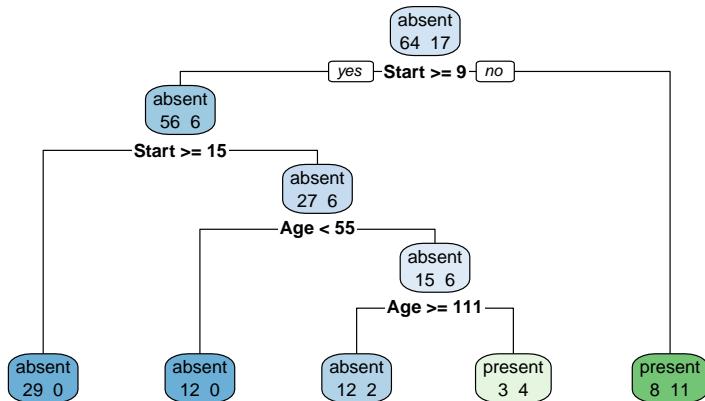 absent
64 17
yes Start >= 9 no
absent
56 6
Start >= 15
absent
27 6
Age < 55
absent
15 6
Age >= 111
absent absent absent present present
29 0 12 0 12 2 3 4 8 11